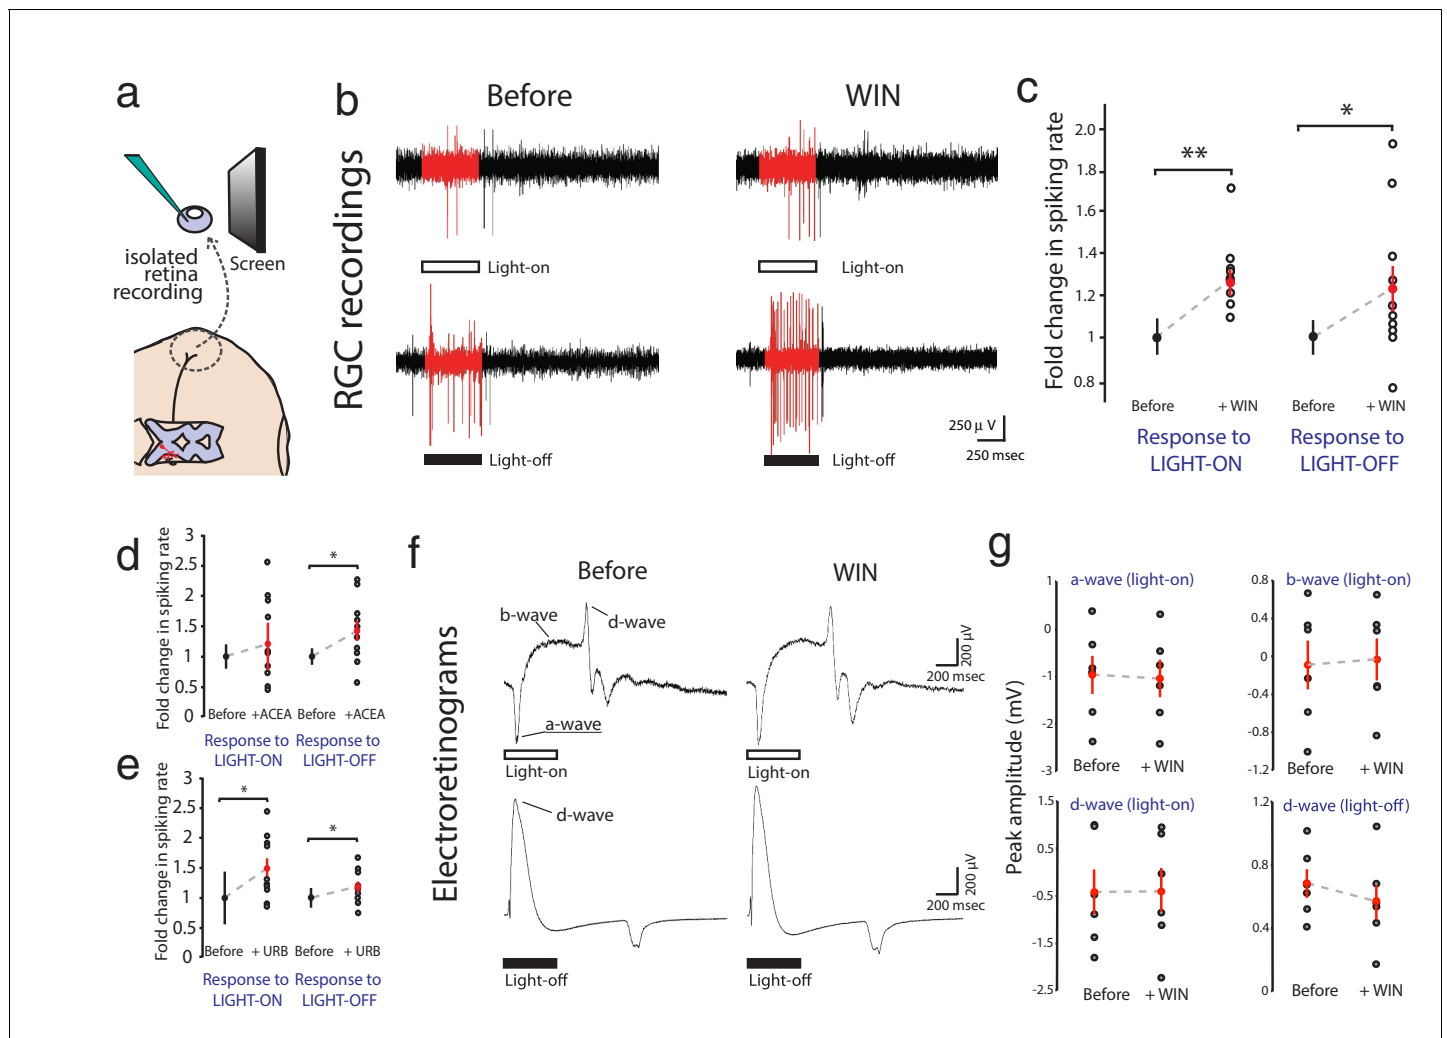 a
isolated
retina
recording
Screen
b
Before
WIN
RGC recordings
Light-on
Light-on
Light-off
Light-off
250 µ V
250 msec
c
Fold change in spiking rate
2.0
1.8
1.6
1.4
1.2
1
0.8
**
*
Before
+ WIN
Before
+ WIN
Response to
LIGHT-ON
Response to
LIGHT-OFF
d
Fold change in spiking rate
3
2.5
2
1.5
1
0.5
0
*
Before
+ACEA
Before
+ACEA
Response to
LIGHT-ON
Response to
LIGHT-OFF
e
Fold change in spiking rate
3
2.5
2
1.5
1
0.5
0
*
*
Before
+ URB
Before
+ URB
Response to
LIGHT-ON
Response to
LIGHT-OFF
f
Before
WIN
Electroretinograms
b-wave
d-wave
a-wave
200 µV
200 msec
200 µV
200 msec
Light-on
Light-on
d-wave
200 µV
200 msec
Light-off
Light-off
g
Peak amplitude (mV)
a-wave (light-on)
1
0
-1
-2
-3
Before
+ WIN
b-wave (light-on)
0.8
0.4
0
-0.4
-0.8
-1.2
Before
+ WIN
d-wave (light-on)
1.5
0.5
-0.5
-1.5
-2.5
Before
+ WIN
d-wave (light-off)
1.2
0.8
0.4
0
Before
+ WIN